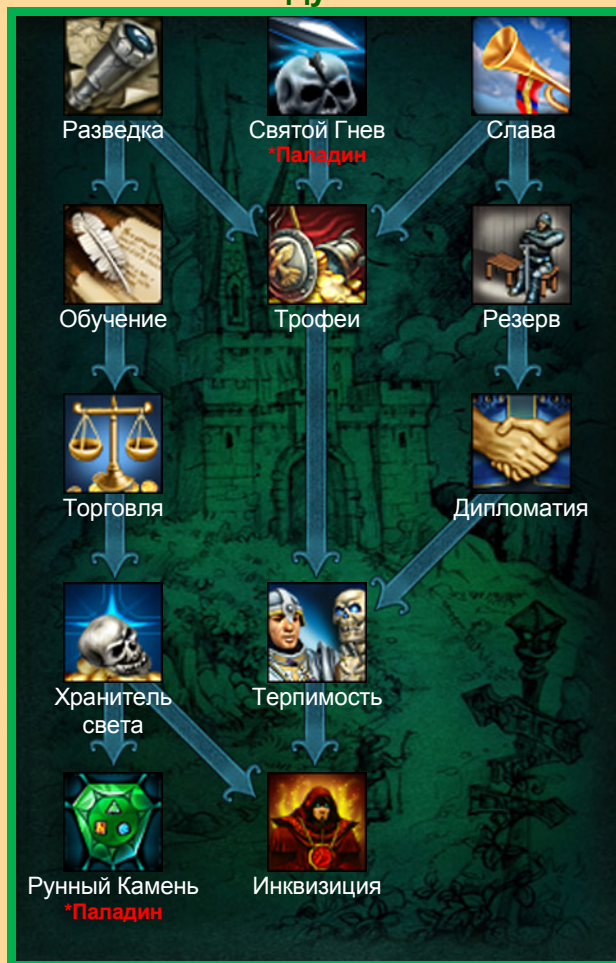 Разведка
Святой Гнев
*Паладин
Слава
Обучение
Трофеи
Резерв
Торговля
Дипломатия
Хранитель
света
Терпимость
Рунный Камень
*Паладин
Инквизиция